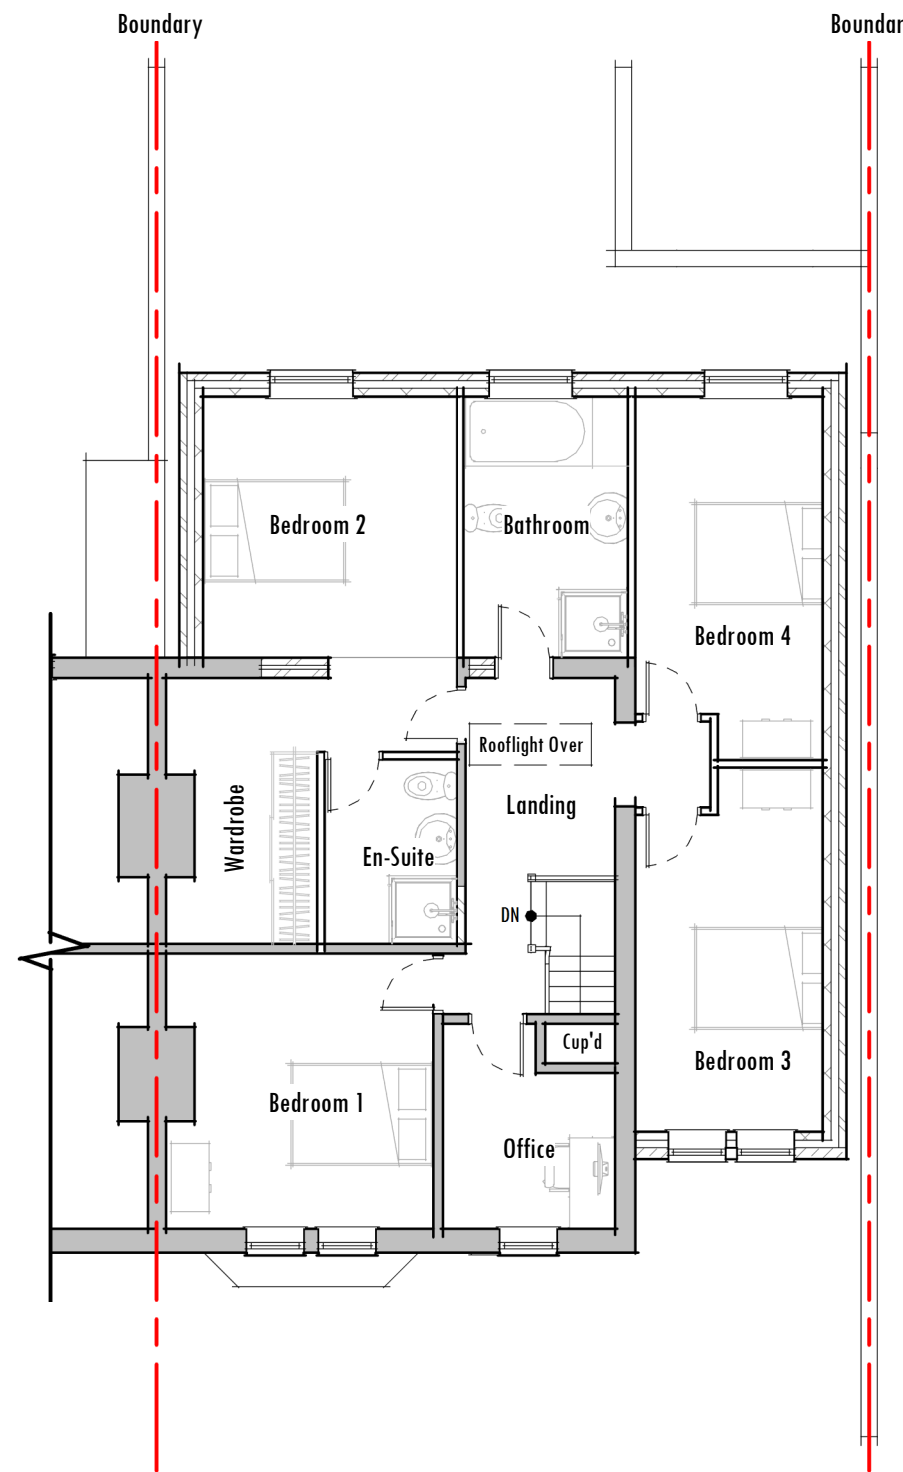 Boundary
Boundar
Bedroom 2
Bathroom
Bedroom 4
Rooflight Over
Landing
Wardrobe
En-Suite
DN
Cup'd
Bedroom 3
Bedroom 1
Office